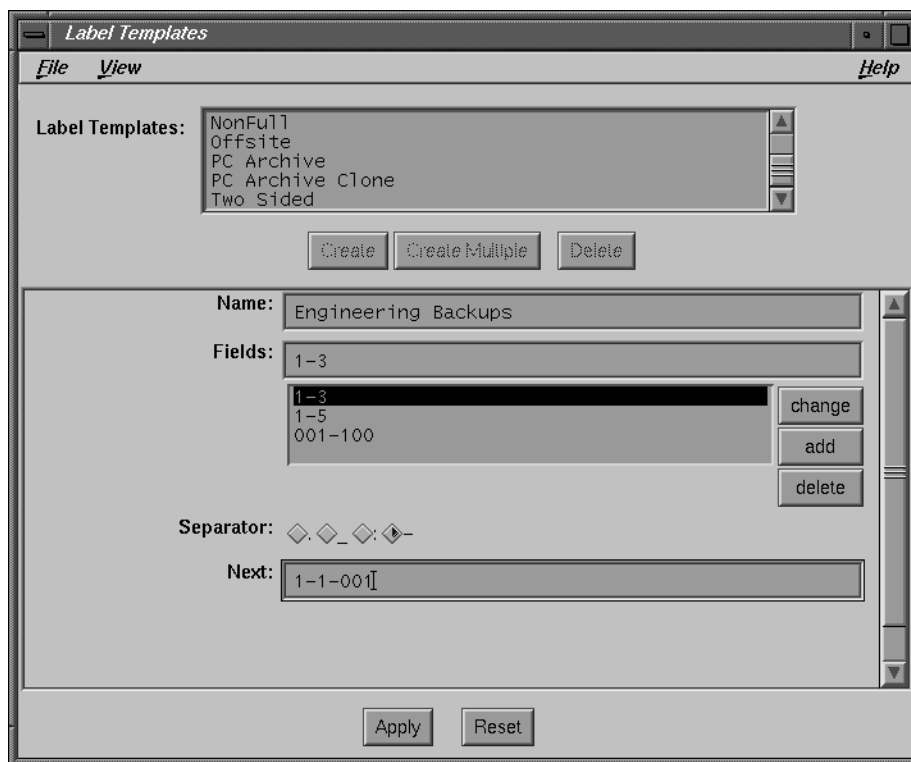 Label Templates
File View Help
Label Templates:
NonFull
Offsite
PC Archive
PC Archive Clone
Two Sided
Create Create Multiple Delete
Name: Engineering Backups
Fields: 1-3
1-3
1-5
001-100
change
add
delete
Separator: . _ : -
Next: 1-1-001
Apply Reset